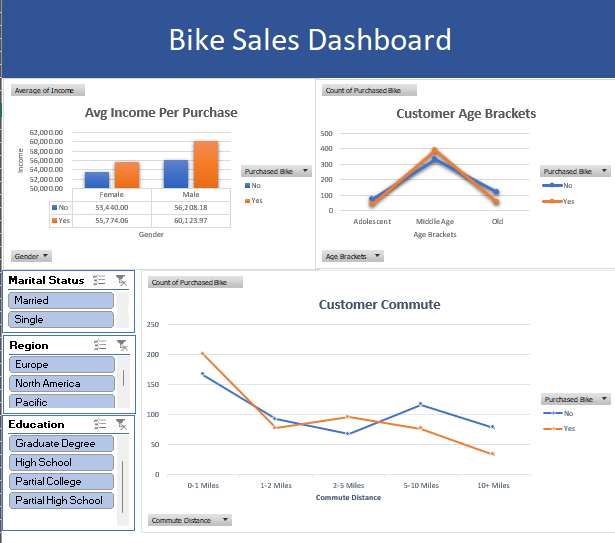 Bike Sales Dashboard
Average of Income
Avg Income Per Purchase
62,000.00
60,000.00
58,000.00
56,000.00
54,000.00
52,000.00
50,000.00
Income
Female Male
No 53,440.00 56,208.18
Yes 55,774.06 60,123.97
Gender
Purchased Bike
No
Yes
Gender
Count of Purchased Bike
Customer Age Brackets
500
400
300
200
100
0
Adolescent Middle Age Old
Age Brackets
Purchased Bike
No
Yes
Age Brackets
Marital Status
Married
Single
Region
Europe
North America
Pacific
Education
Graduate Degree
High School
Partial College
Partial High School
Count of Purchased Bike
Customer Commute
250
200
150
100
50
0
0-1 Miles 1-2 Miles 2-5 Miles 5-10 Miles 10+ Miles
Commute Distance
Purchased Bike
No
Yes
Commute Distance